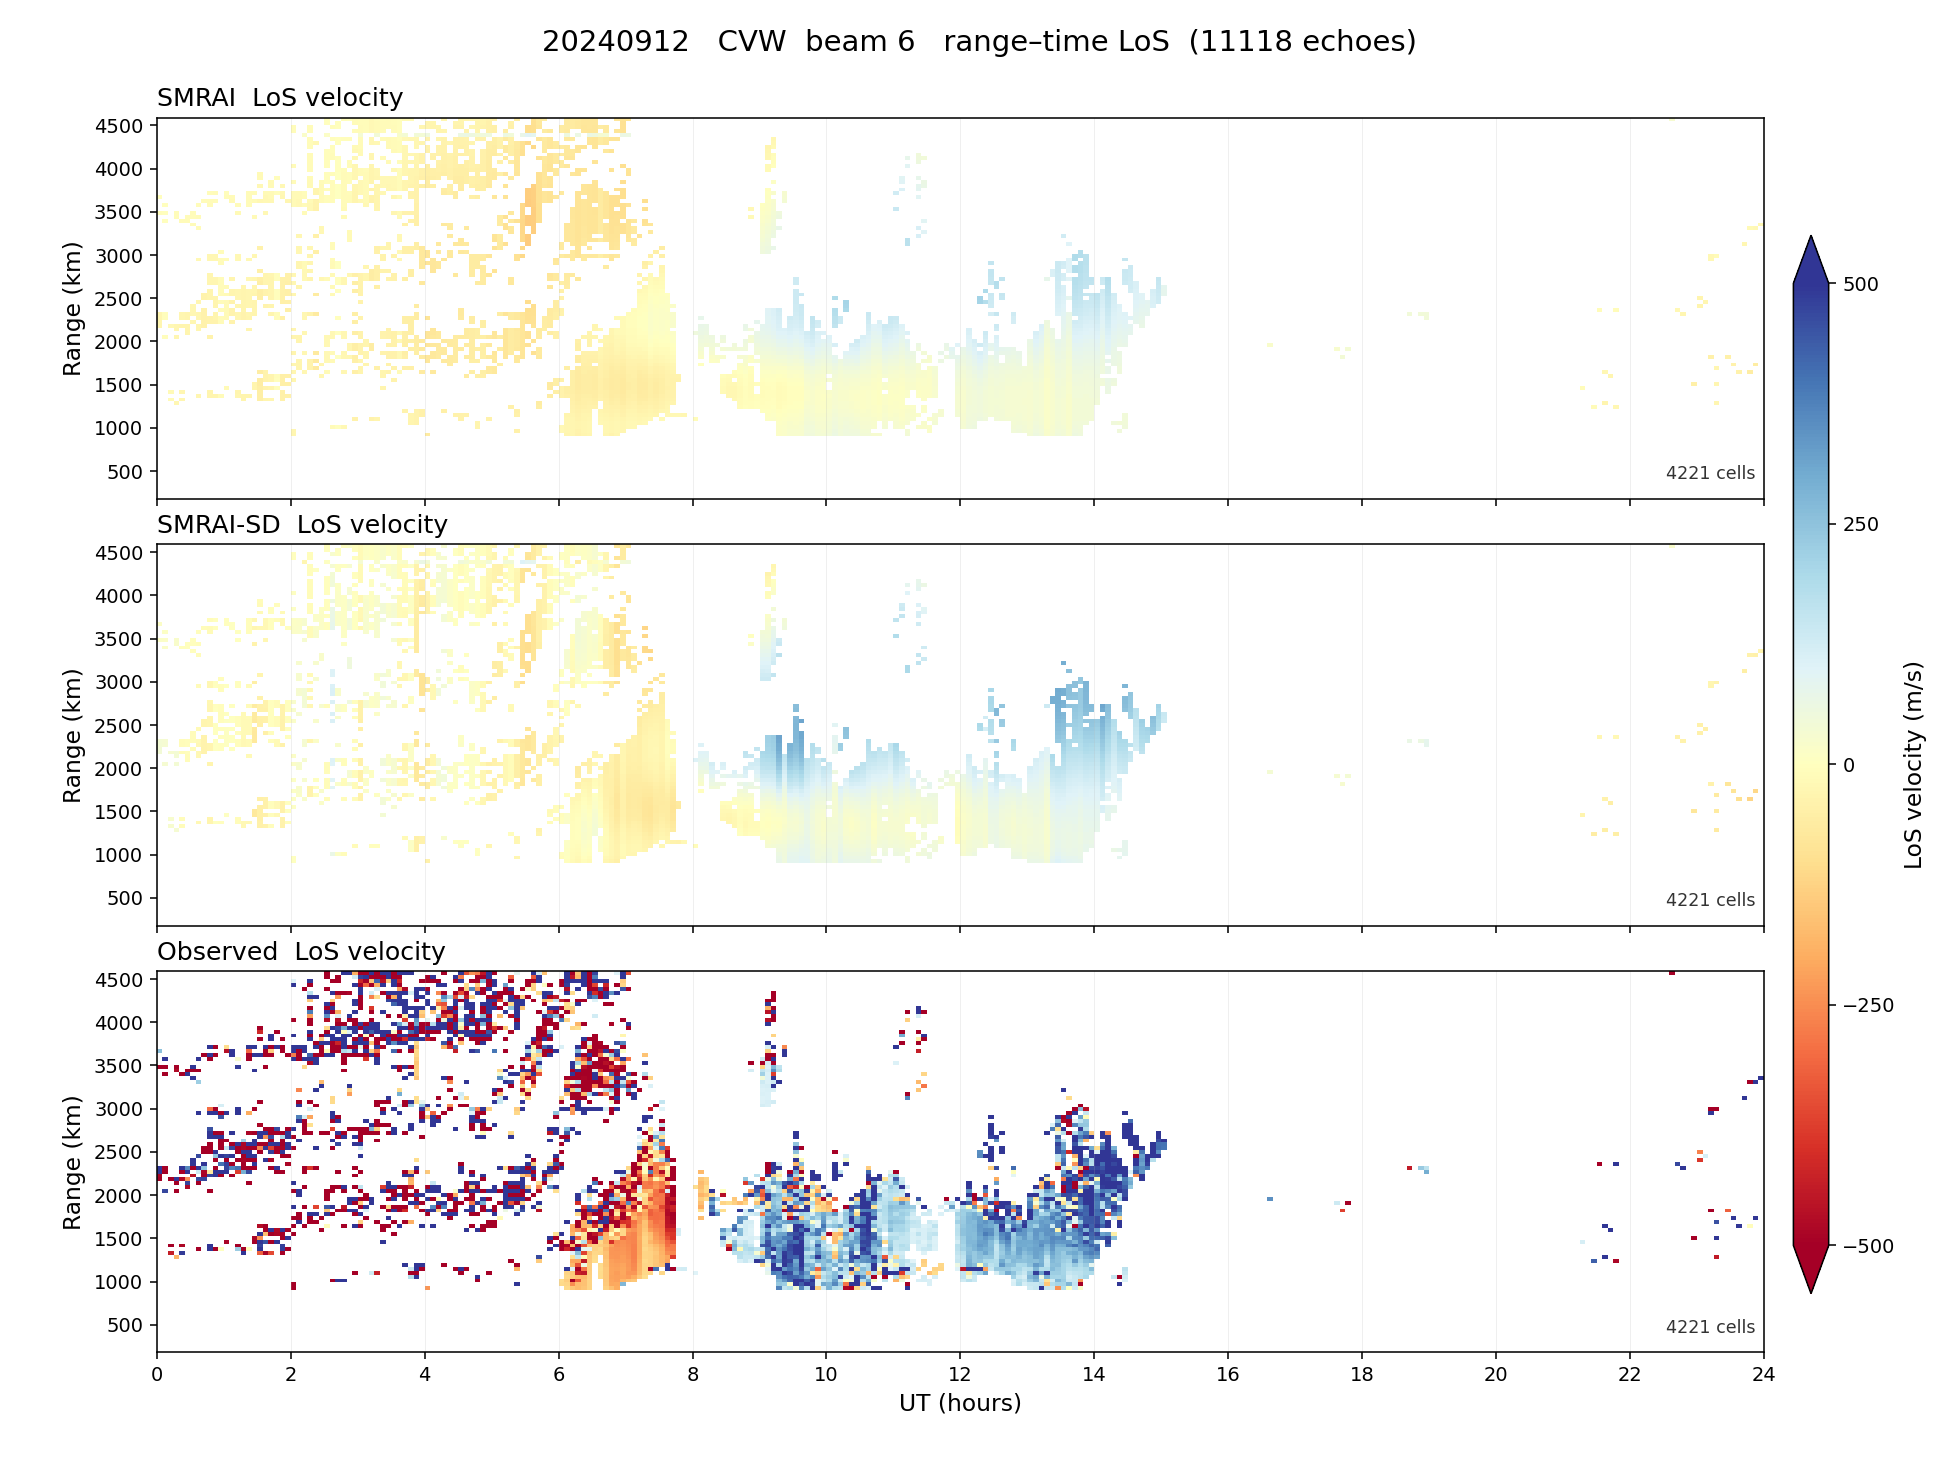 20240912   CVW  beam 6   range–time LoS  (11118 echoes)
SMRAI  LoS velocity
4500
4000
3500
3000
2500
2000
1500
1000
500
Range (km)
4221 cells
SMRAI-SD  LoS velocity
4500
4000
3500
3000
2500
2000
1500
1000
500
Range (km)
4221 cells
Observed  LoS velocity
4500
4000
3500
3000
2500
2000
1500
1000
500
Range (km)
4221 cells
0 2 4 6 8 10 12 14 16 18 20 22 24
UT (hours)
500
250
0
−250
−500
LoS velocity (m/s)